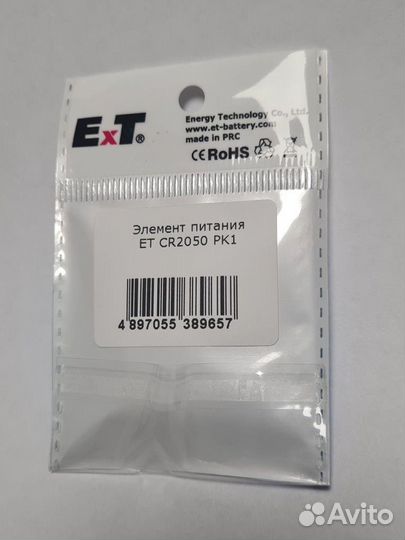 ExT®
Energy Technology Co., Ltd.
www.et-battery.com
made in PRC
CE RoHS
Элемент питания
ET CR2050 PK1
4 897055 389657
Avito